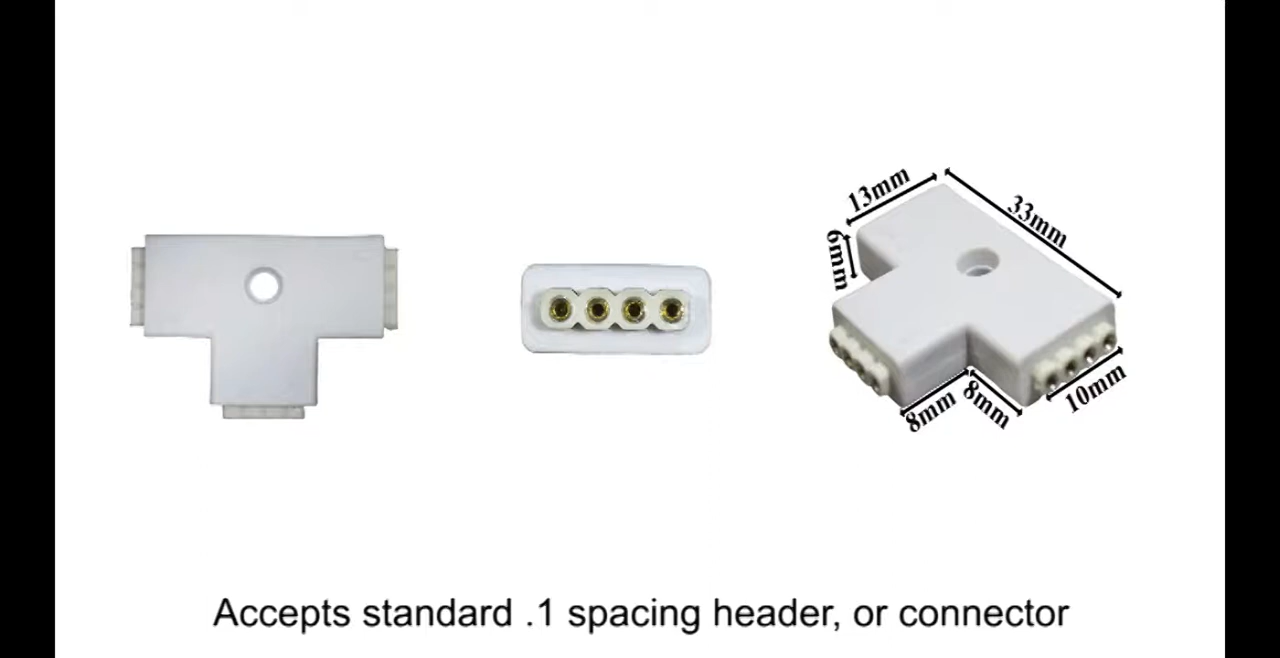 13mm
33mm
6mm
8mm
8mm
10mm
Accepts standard .1 spacing header, or connector